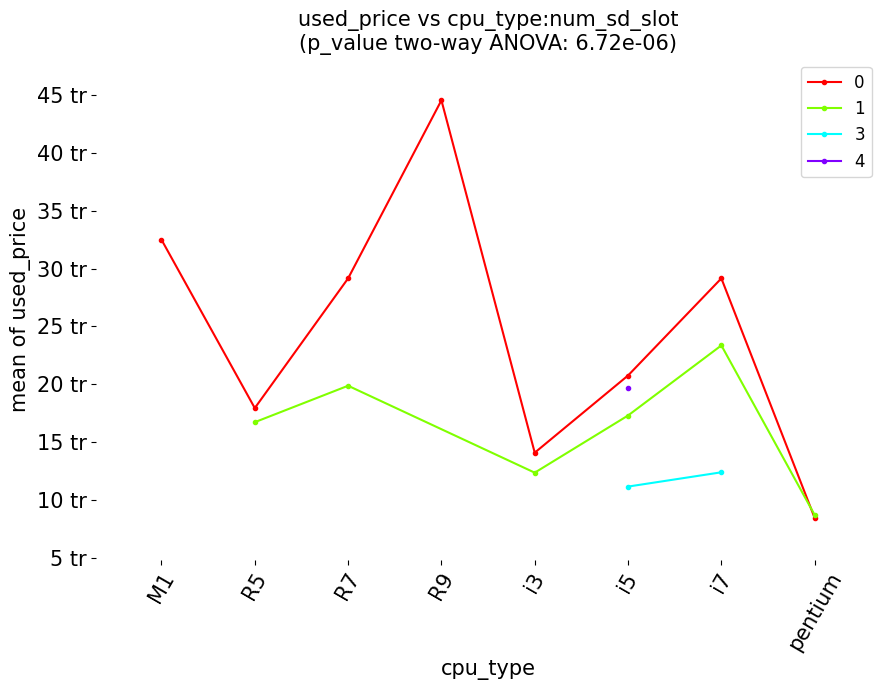 used_price vs cpu_type:num_sd_slot
(p_value two-way ANOVA: 6.72e-06)
0
1
3
4
45 tr
40 tr
35 tr
30 tr
25 tr
20 tr
15 tr
10 tr
5 tr
mean of used_price
M1
R5
R7
R9
i3
i5
i7
pentium
cpu_type